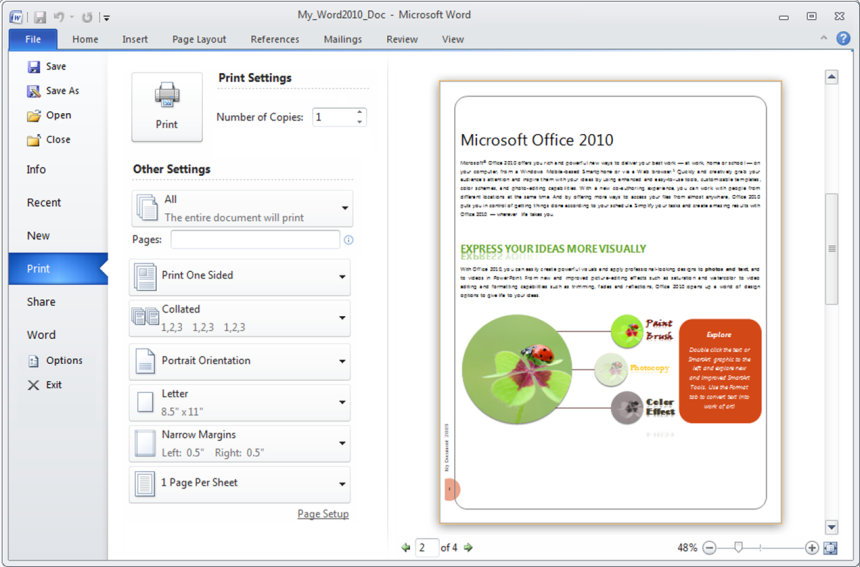 My_Word2010_Doc - Microsoft Word
File Home Insert Page Layout References Mailings Review View
Save
Save As
Open
Close
Info
Recent
New
Print
Share
Word
Options
Exit
Print
Print Settings
Number of Copies: 1
Other Settings
All
The entire document will print
Pages:
Print One Sided
Collated
1,2,3 1,2,3 1,2,3
Portrait Orientation
Letter
8.5" x 11"
Narrow Margins
Left: 0.5" Right: 0.5"
1 Page Per Sheet
Page Setup
Microsoft Office 2010
Microsoft® Office 2010 offers you rich and powerful new ways to deliver your best work — at work, home or school — on
your computer, from a Windows Mobile-based Smartphone or via a Web browser.¹ Quickly and creatively grab your
audience's attention and inspire them with your ideas by using enhanced and easy-to-use tools, customizable templates,
color schemes, and photo-editing capabilities. With a new co-authoring experience, you can work with people from
different locations at the same time. And by offering more ways to access your files from almost anywhere, Office 2010
puts you in control of getting things done according to your schedule. Simplify your tasks and create amazing results with
Office 2010 — wherever life takes you.
EXPRESS YOUR IDEAS MORE VISUALLY
With Office 2010, you can easily create powerful visuals and apply professional-looking designs to photos and text, and
to videos in PowerPoint. From new and improved picture-editing effects such as saturation and watercolor to video
editing and formatting capabilities such as trimming, fades and reflections, Office 2010 opens up a world of design
options to give life to your ideas.
Paint
Brush
Photocopy
Color
Effect
Explore
Double click the text or
SmartArt graphic to the
left and explore new
and improved SmartArt
Tools. Use the Format
tab to convert text into
work of art!
2 of 4
48%